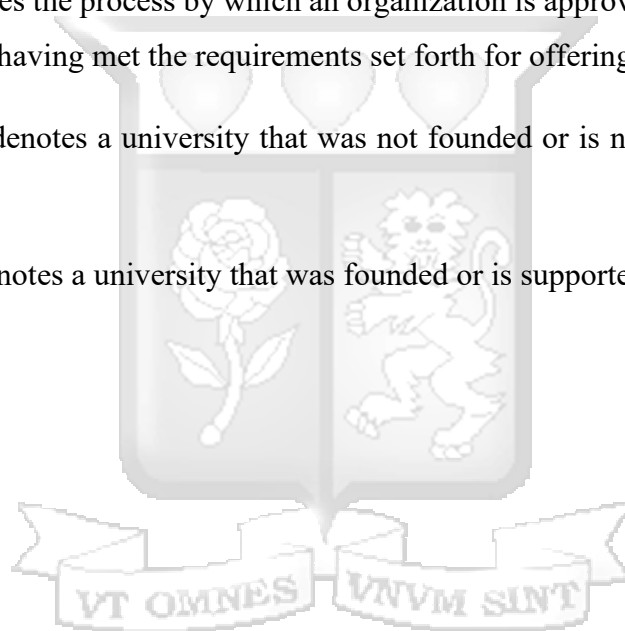 es the process by which an organization is approv
having met the requirements set forth for offering
denotes a university that was not founded or is n
notes a university that was founded or is supporte
VT OMNES VNVM SINT